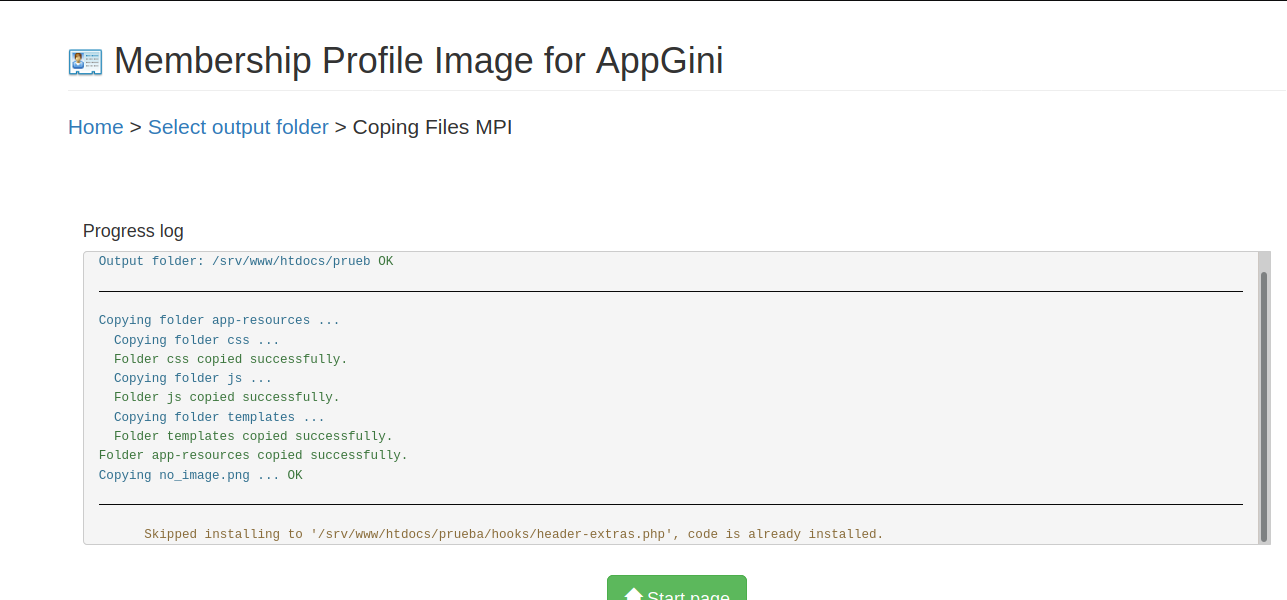 Membership Profile Image for AppGini
Home > Select output folder > Coping Files MPI
Progress log
Output folder: /srv/www/htdocs/prueb OK
Copying folder app-resources ...
Copying folder css ...
Folder css copied successfully.
Copying folder js ...
Folder js copied successfully.
Copying folder templates ...
Folder templates copied successfully.
Folder app-resources copied successfully.
Copying no_image.png ... OK
Skipped installing to '/srv/www/htdocs/prueba/hooks/header-extras.php', code is already installed.
Start page